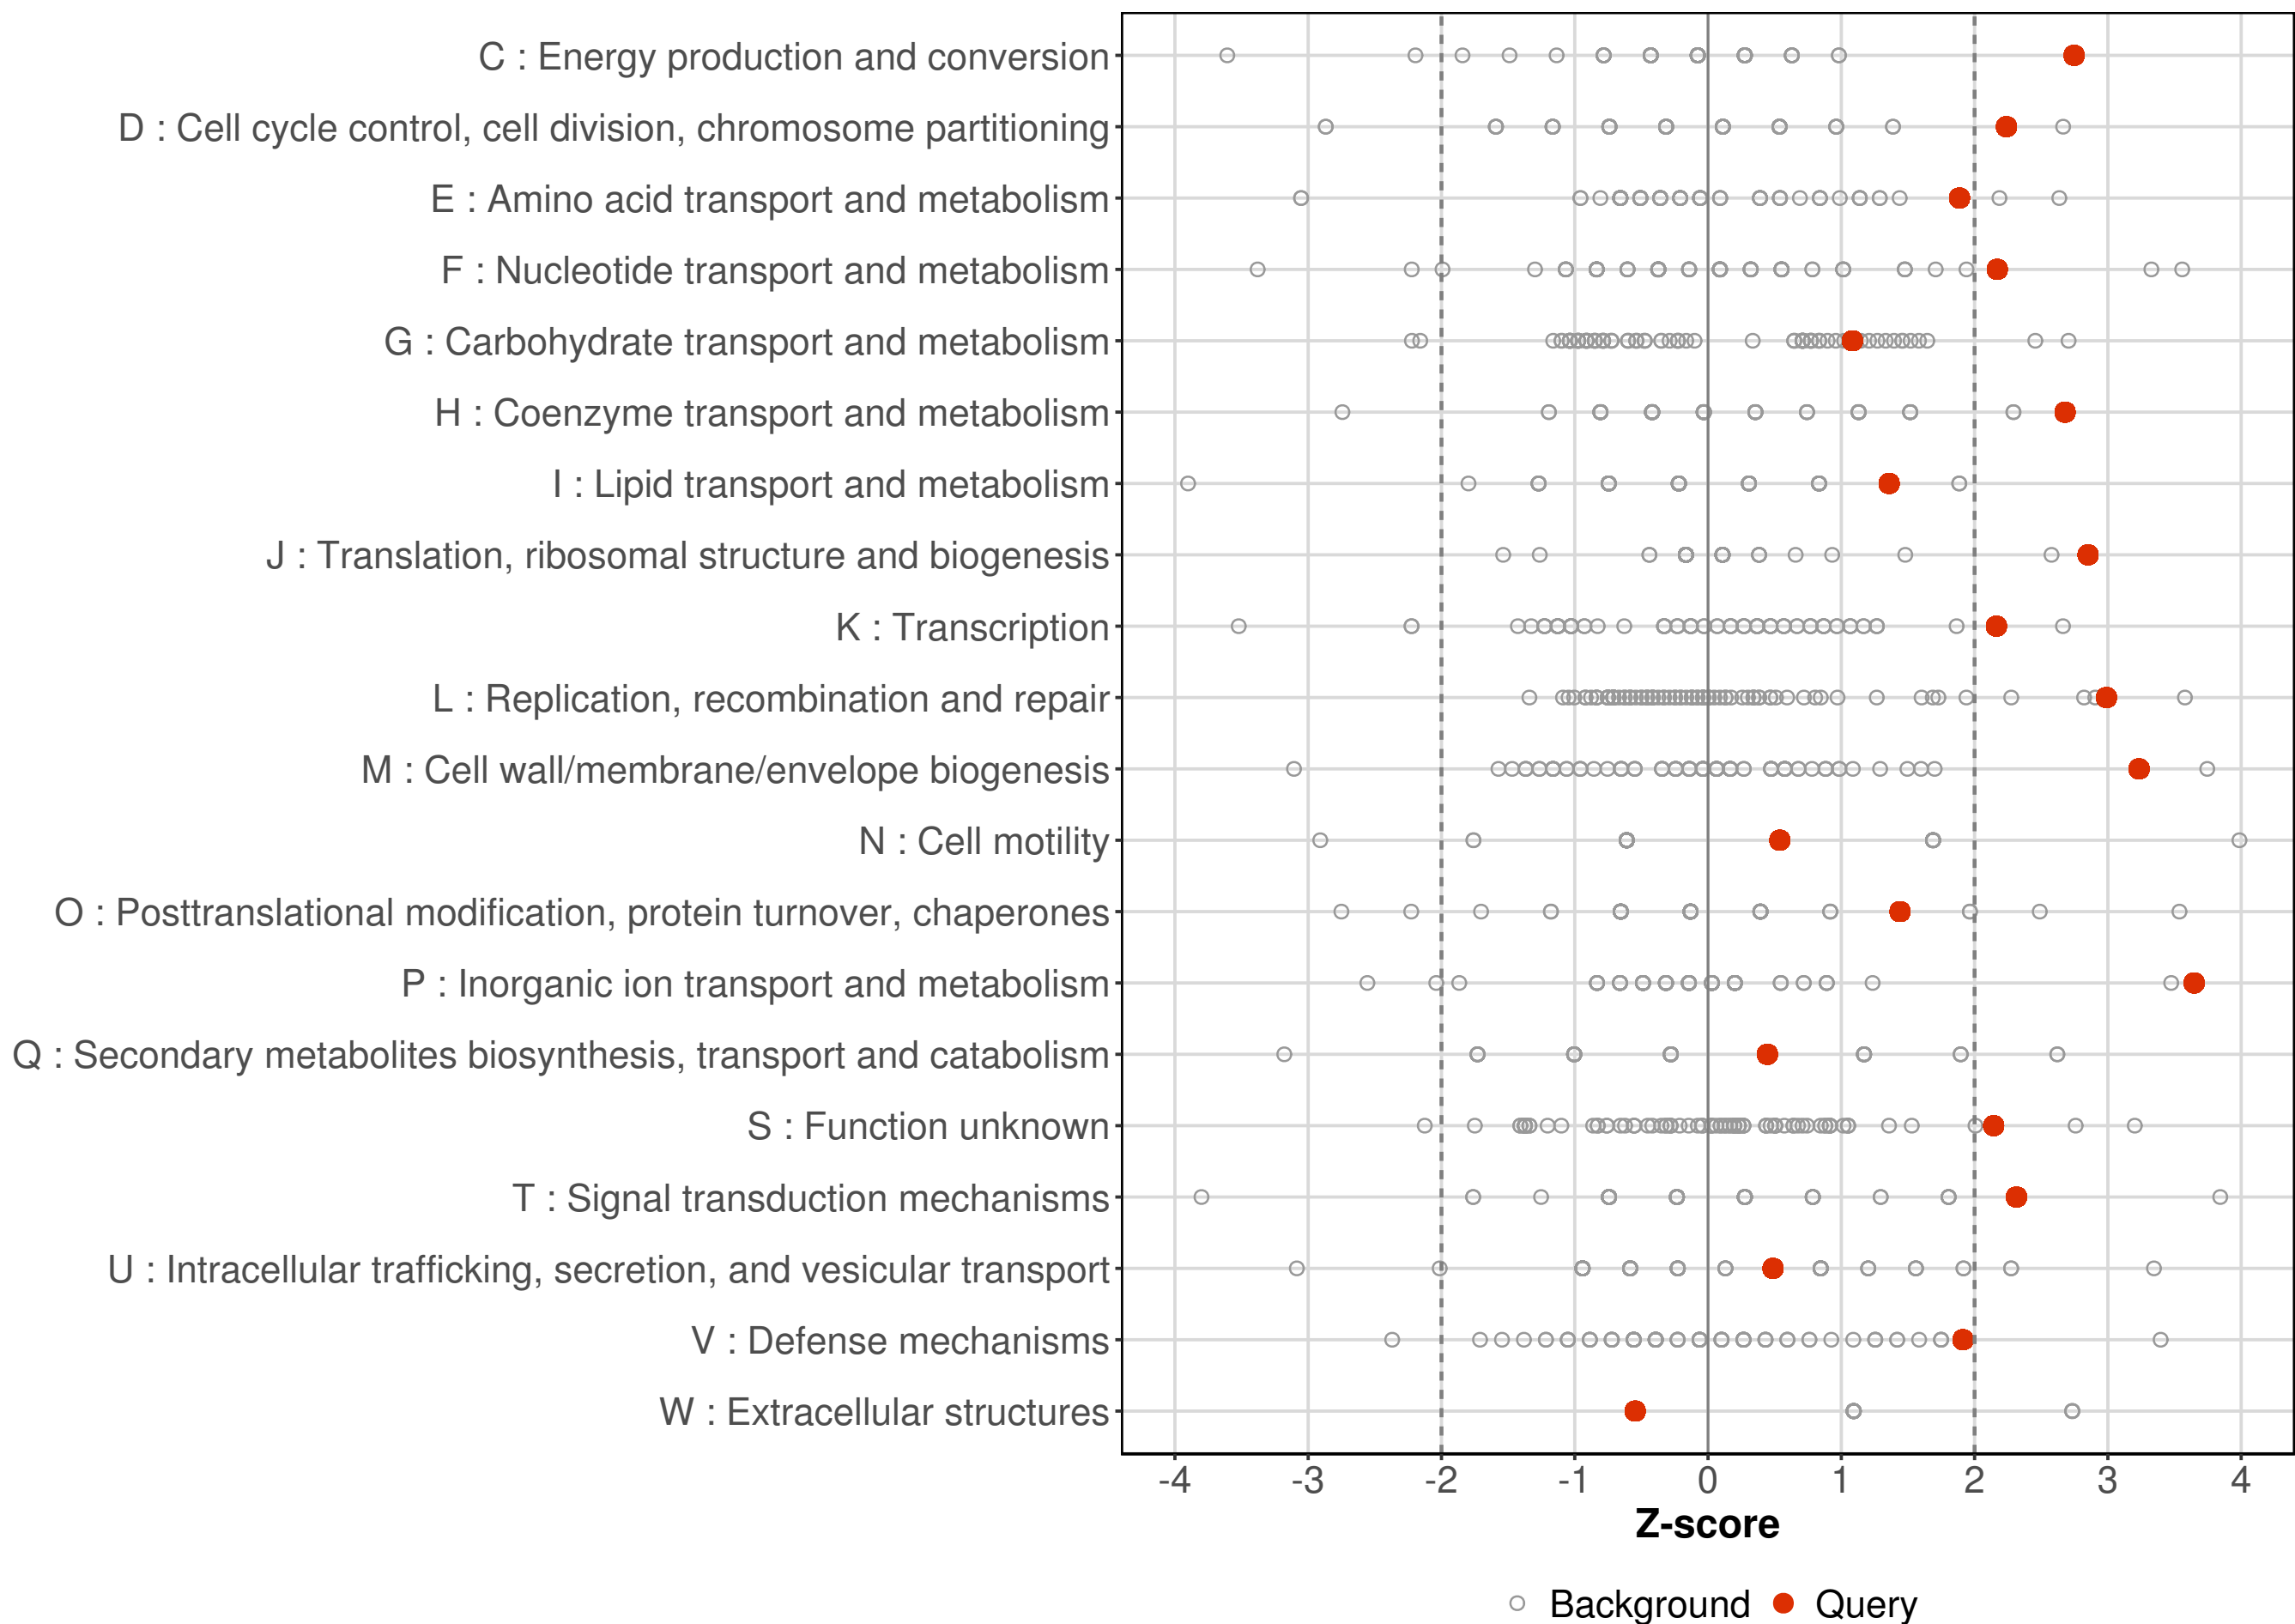 C : Energy production and conversion
D : Cell cycle control, cell division, chromosome partitioning
E : Amino acid transport and metabolism
F : Nucleotide transport and metabolism
G : Carbohydrate transport and metabolism
H : Coenzyme transport and metabolism
I : Lipid transport and metabolism
J : Translation, ribosomal structure and biogenesis
K : Transcription
L : Replication, recombination and repair
M : Cell wall/membrane/envelope biogenesis
N : Cell motility
O : Posttranslational modification, protein turnover, chaperones
P : Inorganic ion transport and metabolism
Q : Secondary metabolites biosynthesis, transport and catabolism
S : Function unknown
T : Signal transduction mechanisms
U : Intracellular trafficking, secretion, and vesicular transport
V : Defense mechanisms
W : Extracellular structures
-4 -3 -2 -1 0 1 2 3 4
Z-score
Background Query